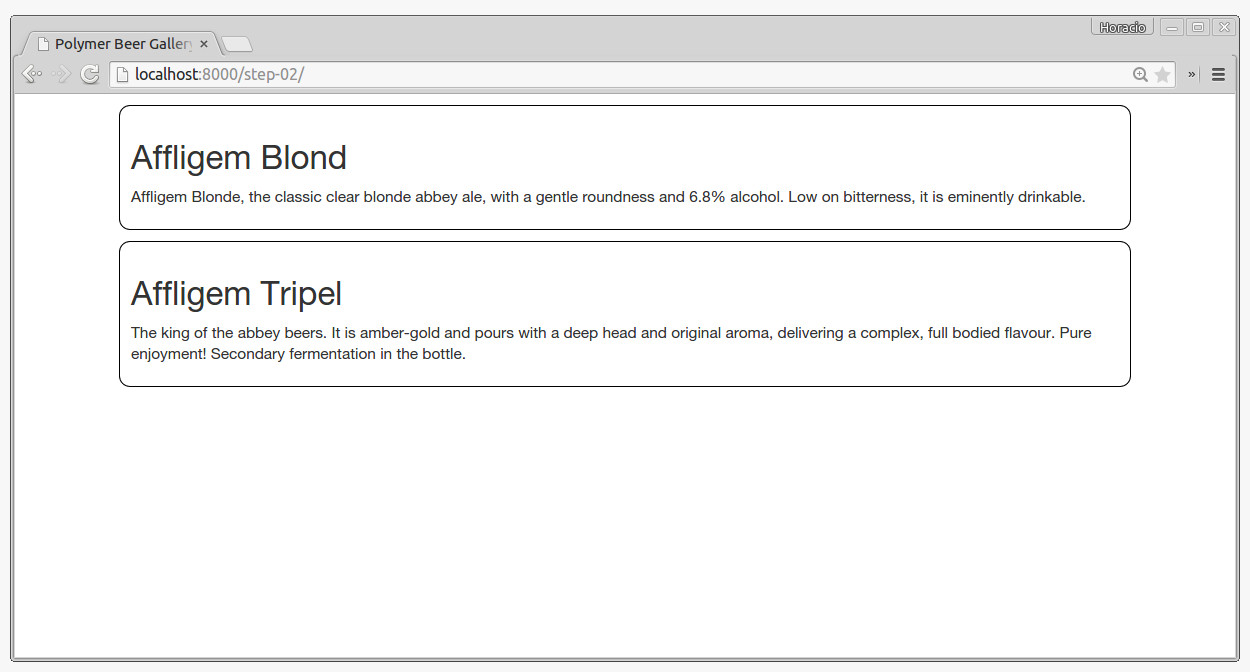 Horacio
Polymer Beer Gallery
localhost:8000/step-02/
»
Affligem Blond
Affligem Blonde, the classic clear blonde abbey ale, with a gentle roundness and 6.8% alcohol. Low on bitterness, it is eminently drinkable.
Affligem Tripel
The king of the abbey beers. It is amber-gold and pours with a deep head and original aroma, delivering a complex, full bodied flavour. Pure
enjoyment! Secondary fermentation in the bottle.